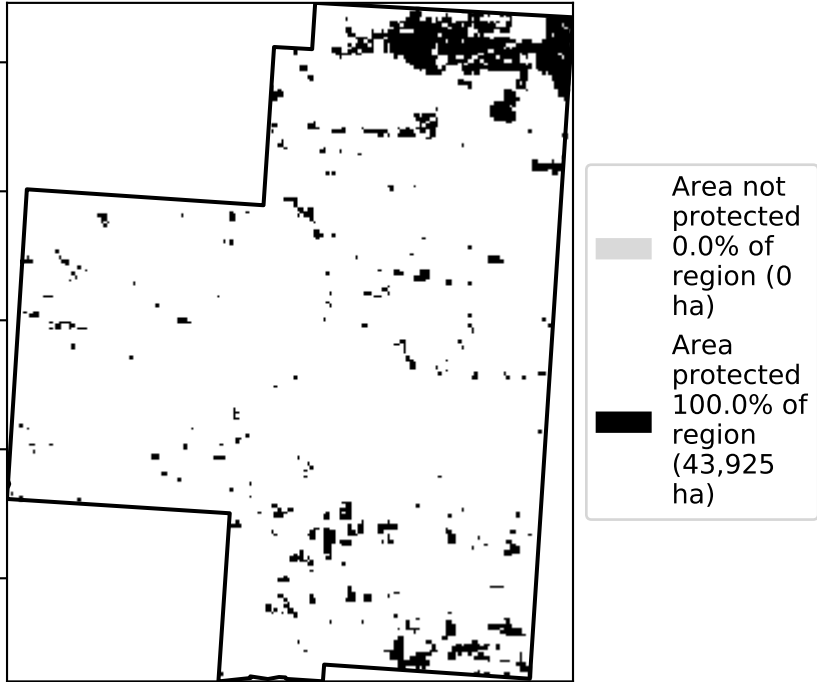 Area not
protected
0.0% of
region (0
ha)
Area
protected
100.0% of
region
(43,925
ha)